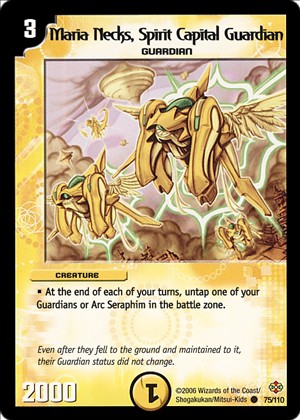 3 Maria Necks, Spirit Capital Guardian
GUARDIAN
CREATURE
▪ At the end of each of your turns, untap one of your
Guardians or Arc Seraphim in the battle zone.
Even after they fell to the ground and maintained to it,
their Guardian status did not change.
2000
1
©2006 Wizards of the Coast/
Shogakukan/Mitsui-Kids ● 75/110